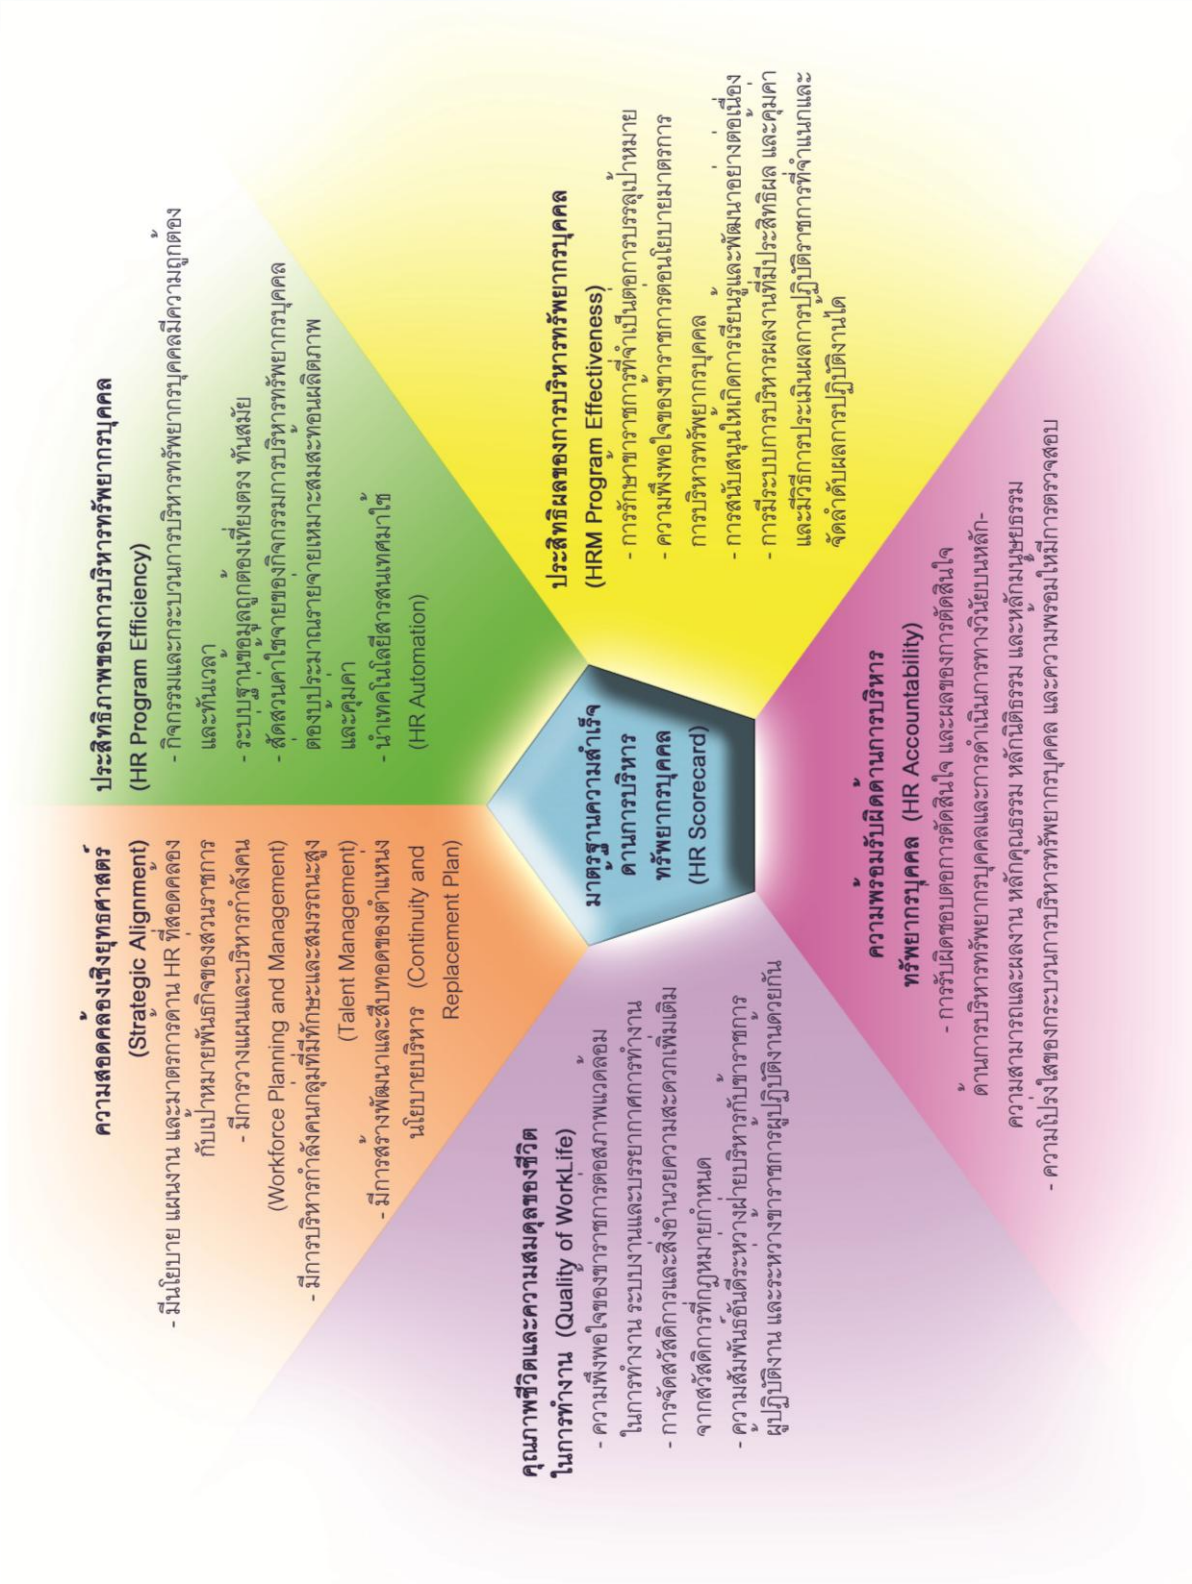 ความสอดคล้องเชิงยุทธศาสตร์
(Strategic Alignment)
- มีนโยบาย แผนงาน และมาตรการด้าน HR ที่สอดคล้อง
กับเป้าหมายพันธกิจของส่วนราชการ
- มีการวางแผนและบริหารกำลังคน
(Workforce Planning and Management)
- มีการบริหารกำลังคนกลุ่มที่มีทักษะและสมรรถนะสูง
(Talent Management)
- มีการสร้างพัฒนาและสืบทอดของตำแหน่ง
นโยบายบริหาร (Continuity and
Replacement Plan)
ประสิทธิภาพของการบริหารทรัพยากรบุคคล
(HR Program Efficiency)
- กิจกรรมและกระบวนการบริหารทรัพยากรบุคคลมีความถูกต้อง
และทันเวลา
- ระบบฐานข้อมูลถูกต้องเที่ยงตรง ทันสมัย
- สัดส่วนค่าใช้จ่ายของกิจกรรมการบริหารทรัพยากรบุคคล
ต่องบประมาณรายจ่ายเหมาะสมสะท้อนผลิตภาพ
และคุ้มค่า
- นำเทคโนโลยีสารสนเทศมาใช้
(HR Automation)
คุณภาพชีวิตและความสมดุลของชีวิต
ในการทำงาน (Quality of WorkLife)
- ความพึงพอใจของข้าราชการต่อสภาพแวดล้อม
ในการทำงาน ระบบงานและบรรยากาศการทำงาน
- การจัดสวัสดิการและสิ่งอำนวยความสะดวกเพิ่มเติม
จากสวัสดิการที่กฎหมายกำหนด
- ความสัมพันธ์อันดีระหว่างฝ่ายบริหารกับข้าราชการ
ผู้ปฏิบัติงาน และระหว่างข้าราชการผู้ปฏิบัติงานด้วยกัน
มาตรฐานความสำเร็จ
ด้านการบริหาร
ทรัพยากรบุคคล
(HR Scorecard)
ประสิทธิผลของการบริหารทรัพยากรบุคคล
(HRM Program Effectiveness)
- การรักษาข้าราชการที่จำเป็นต่อการบรรลุเป้าหมาย
- ความพึงพอใจของข้าราชการต่อนโยบายมาตรการ
การบริหารทรัพยากรบุคคล
- การสนับสนุนให้เกิดการเรียนรู้และพัฒนาอย่างต่อเนื่อง
- การมีระบบการบริหารผลงานที่มีประสิทธิผล และคุ้มค่า
และมีวิธีการประเมินผลการปฏิบัติราชการที่จำแนกและ
จัดลำดับผลการปฏิบัติงานได้
ความพร้อมรับผิดด้านการบริหาร
ทรัพยากรบุคคล (HR Accountability)
- การรับผิดชอบต่อการตัดสินใจ และผลของการตัดสินใจ
ด้านการบริหารทรัพยากรบุคคลและการดำเนินการทางวินัยบนหลัก-
ความสามารถและผลงาน หลักคุณธรรม หลักนิติธรรม และหลักมนุษยธรรม
- ความโปร่งใสของกระบวนการบริหารทรัพยากรบุคคล และความพร้อมให้มีการตรวจสอบ